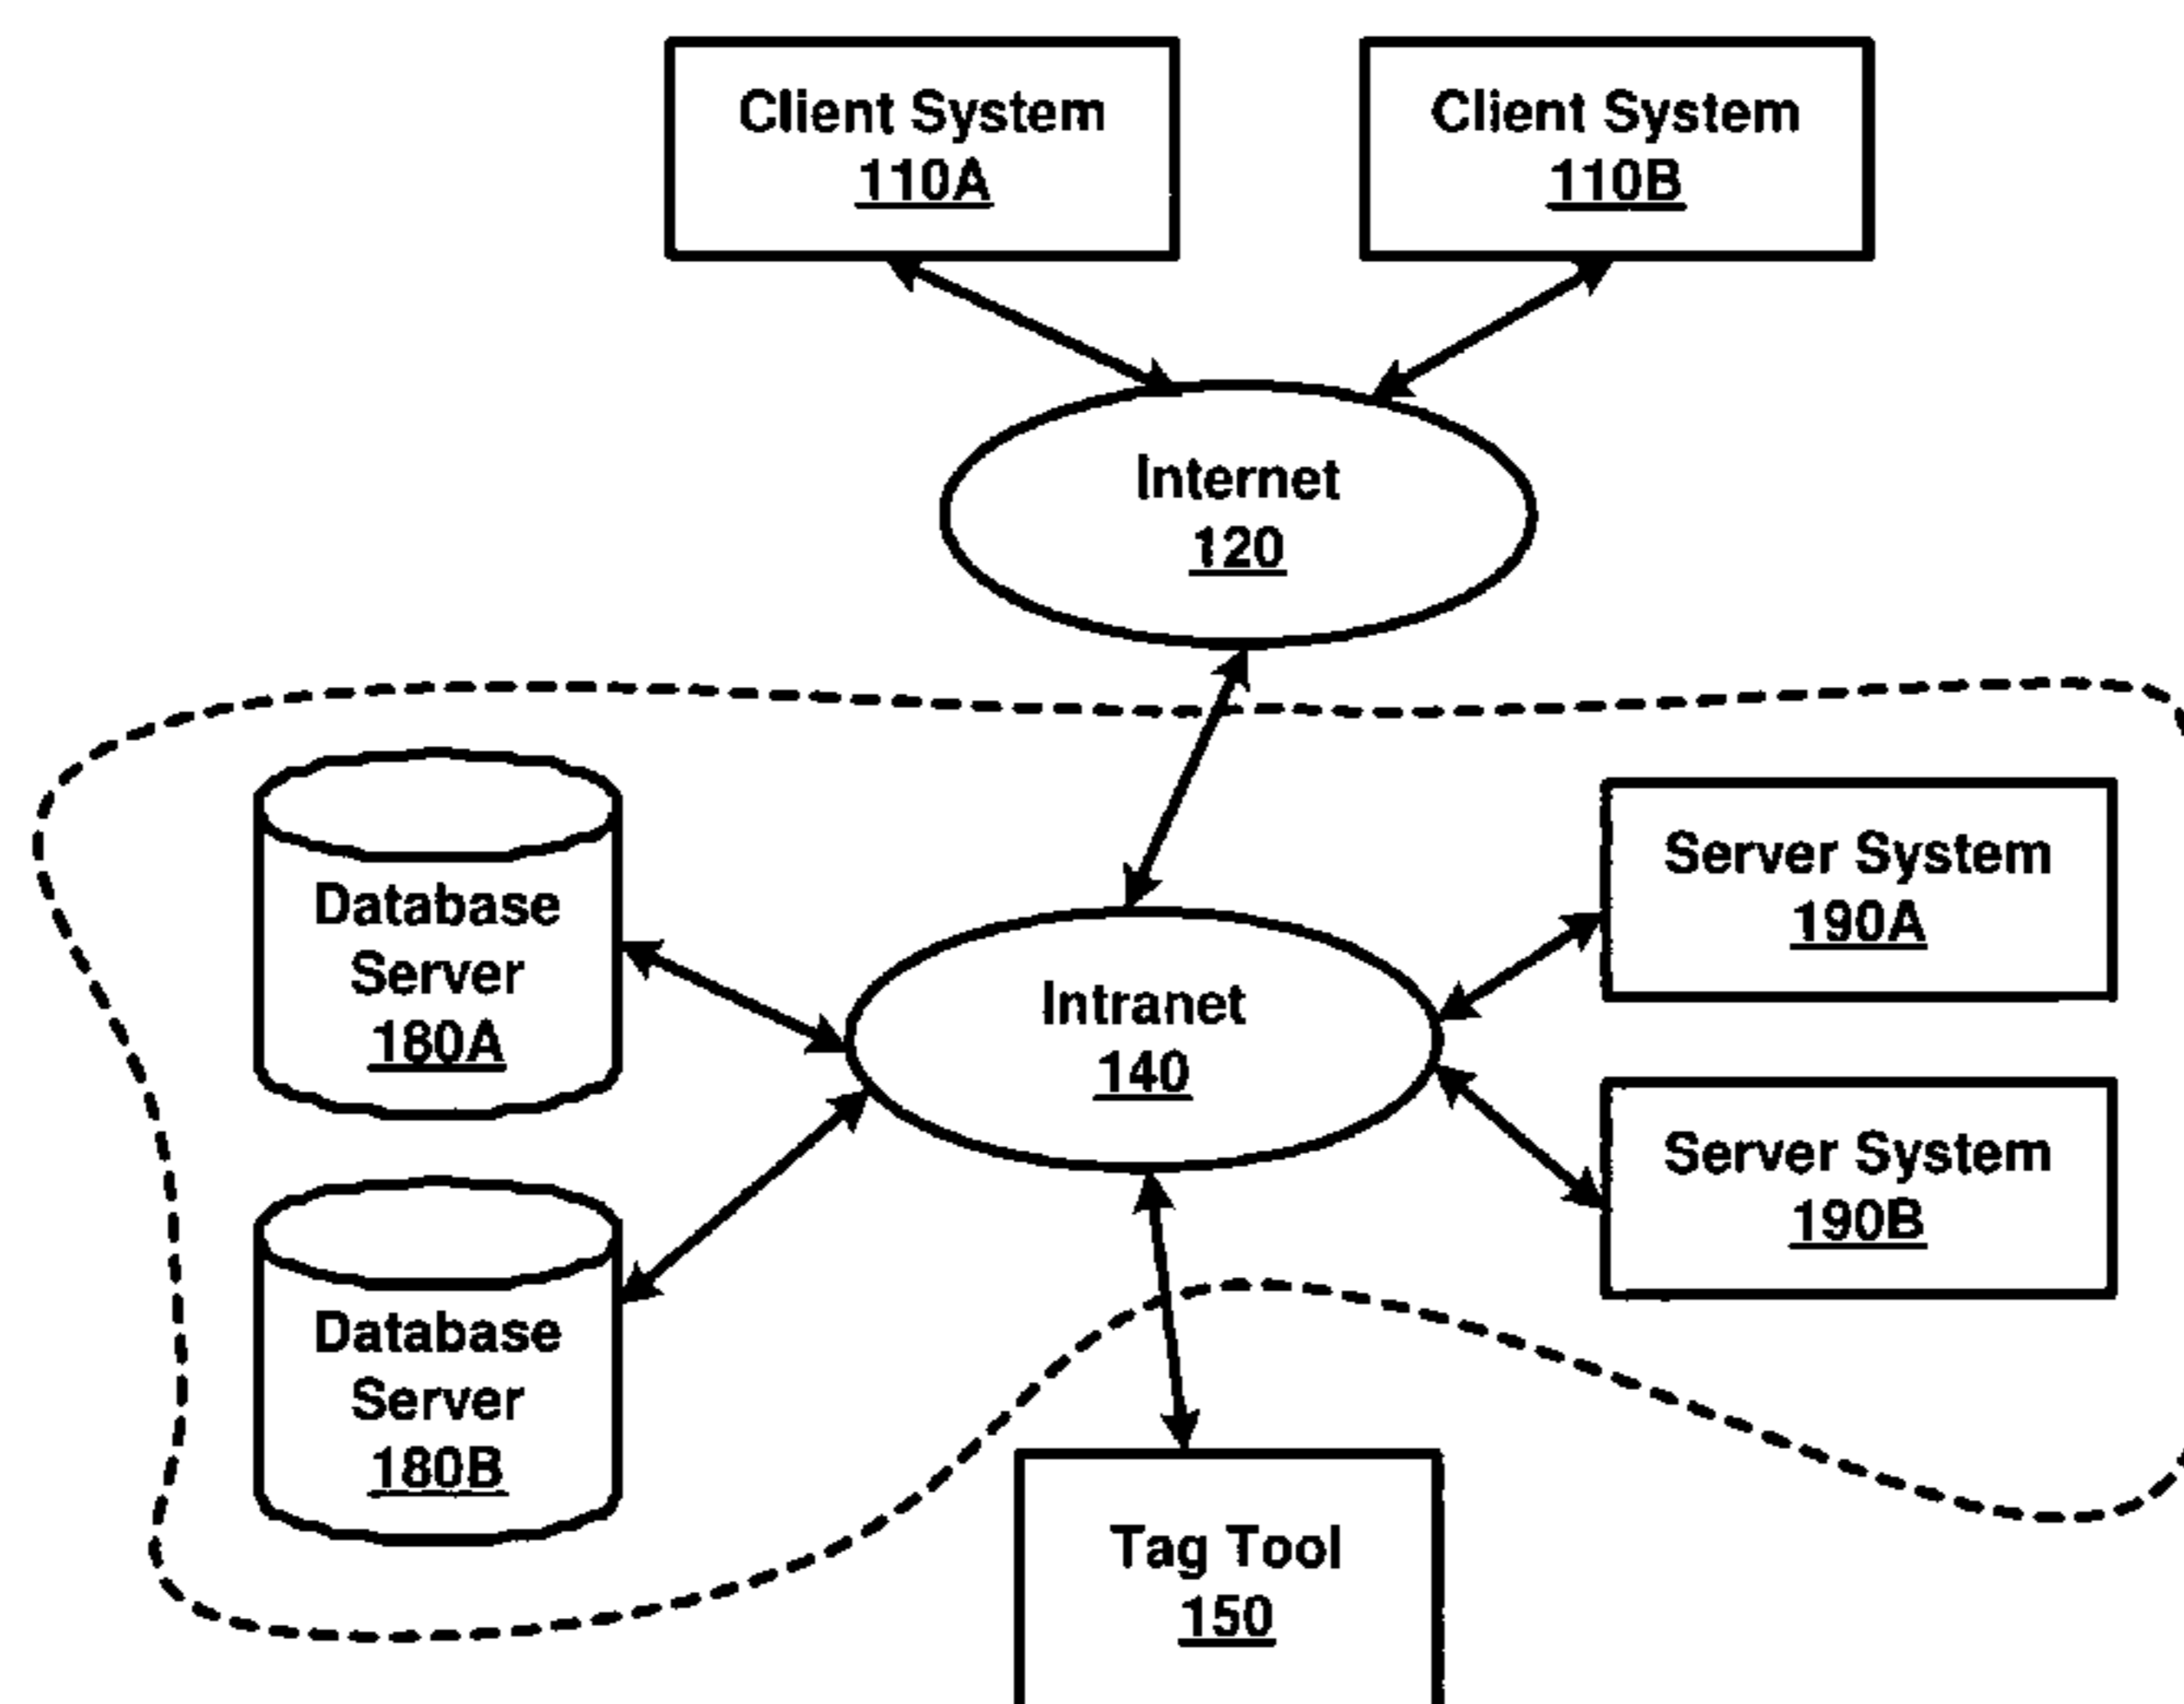 Client System
110A
Client System
110B
Internet
120
Database
Server
180A
Server System
190A
Intranet
140
Server System
190B
Database
Server
180B
Tag Tool
150